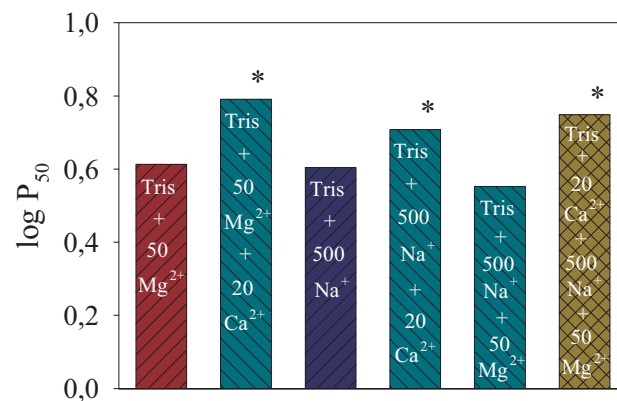 1,0
0,8
0,6
0,4
0,2
0,0
log P₅₀
Tris
+
50
Mg²⁺
*
Tris
+
50
Mg²⁺
+
20
Ca²⁺
Tris
+
500
Na⁺
*
Tris
+
500
Na⁺
+
20
Ca²⁺
Tris
+
500
Na⁺
+
50
Mg²⁺
*
Tris
+
20
Ca²⁺
+
500
Na⁺
+
50
Mg²⁺